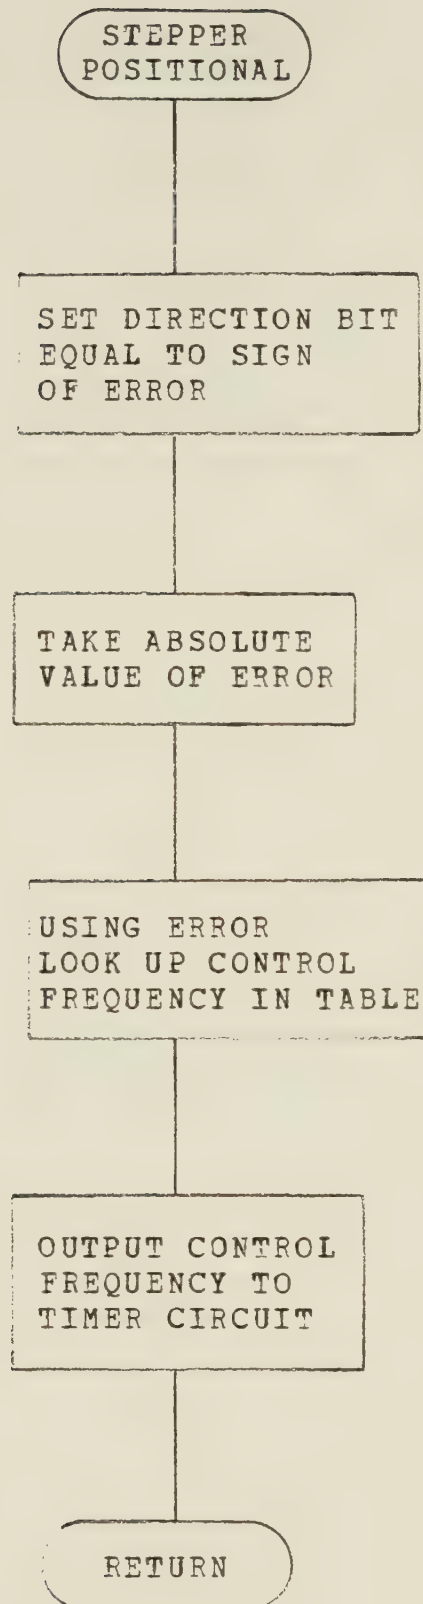 STEPPER
POSITIONAL
SET DIRECTION BIT
EQUAL TO SIGN
OF ERROR
TAKE ABSOLUTE
VALUE OF ERROR
USING ERROR
LOOK UP CONTROL
FREQUENCY IN TABLE
OUTPUT CONTROL
FREQUENCY TO
TIMER CIRCUIT
RETURN